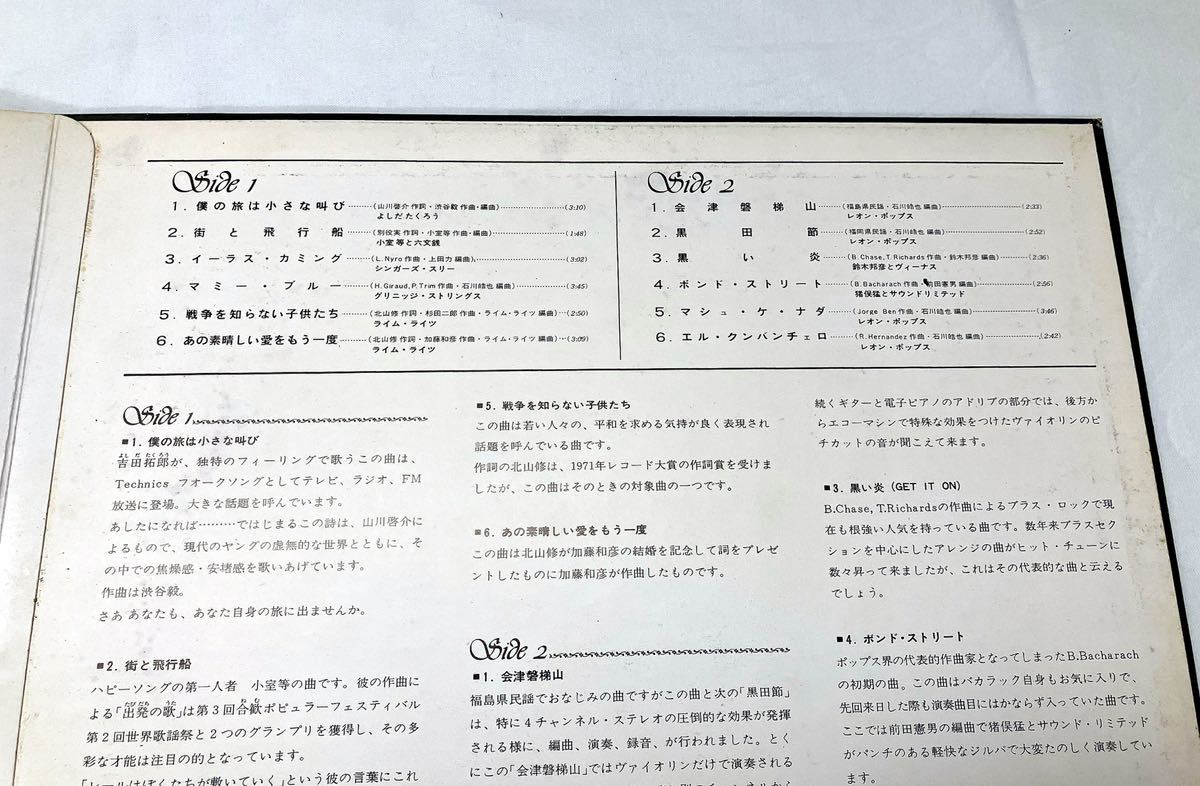 Side 1
1. 僕の旅は小さな叫び………(山川啓介 作詞・渋谷毅 作曲・編曲)………(3:10)
よしだたくろう
2. 街と飛行船………(別役実 作詞・小室等 作曲・編曲)………(1:48)
小室等と六文銭
3. イーラス・カミング………(L. Nyro 作曲・上田力 編曲)………(3:02)
シンガーズ・スリー
4. マミー・ブルー………(H. Giraud, P. Trim 作曲・石川皓也 編曲)………(3:45)
グリニッジ・ストリングス
5. 戦争を知らない子供たち………(北山修 作詞・杉田二郎 作曲・ライム・ライツ 編曲)…(2:50)
ライム・ライツ
6. あの素晴しい愛をもう一度………(北山修 作詞・加藤和彦 作曲・ライム・ライツ 編曲)…(3:09)
ライム・ライツ
Side 2
1. 会津磐梯山………(福島県民謡・石川皓也 編曲)………(2:33)
レオン・ポップス
2. 黒田節………(福岡県民謡・石川皓也 編曲)………(2:52)
レオン・ポップス
3. 黒い炎………(B. Chase, T. Richards 作曲・鈴木邦彦 編曲)………(2:36)
鈴木邦彦とヴィーナス
4. ボンド・ストリート………(B. Bacharach 作曲・前田憲男 編曲)………(2:56)
猪俣猛とサウンドリミテッド
5. マシュ・ケ・ナダ………(Jorge Ben 作曲・石川皓也 編曲)………(3:46)
レオン・ポップス
6. エル・クンバンチェロ………(R. Hernandez 作曲・石川皓也 編曲)………(2:42)
レオン・ポップス
Side 1
■1. 僕の旅は小さな叫び
吉田拓郎が、独特のフィーリングで歌うこの曲は、
Technics フオークソングとしてテレビ、ラジオ、FM
放送に登場。大きな話題を呼んでいます。
あしたになれば………ではじまるこの詩は、山川啓介に
よるもので、現代のヤングの虚無的な世界とともに、そ
の中での焦燥感・安堵感を歌いあげています。
作曲は渋谷毅。
さあ あなたも、あなた自身の旅に出ませんか。
■2. 街と飛行船
ハピーソングの第一人者 小室等の曲です。彼の作曲に
よる「出発の歌」は第3回合歓ポピュラーフェスティバル
第2回世界歌謡祭と2つのグランプリを獲得し、その多
彩な才能は注目の的となっています。
「レールはぼくたちが敷いていく」という彼の言葉にこれ
■5. 戦争を知らない子供たち
この曲は若い人々の、平和を求める気持が良く表現され
話題を呼んでいる曲です。
作詞の北山修は、1971年レコード大賞の作詞賞を受けま
したが、この曲はそのときの対象曲の一つです。
■6. あの素晴しい愛をもう一度
この曲は北山修が加藤和彦の結婚を記念して詞をプレゼ
ントしたものに加藤和彦が作曲したものです。
Side 2
■1. 会津磐梯山
福島県民謡でおなじみの曲ですがこの曲と次の「黒田節」
は、特に4チャンネル・ステレオの圧倒的な効果が発揮
される様に、編曲、演奏、録音、が行われました。とく
にこの「会津磐梯山」ではヴァイオリンだけで演奏される
続くギターと電子ピアノのアドリブの部分では、後方か
らエコーマシンで特殊な効果をつけたヴァイオリンのピ
チカットの音が聞こえて来ます。
■3. 黒い炎 (GET IT ON)
B.Chase, T.Richardsの作曲によるブラス・ロックで現
在も根強い人気を持っている曲です。数年来ブラスセク
ションを中心にしたアレンジの曲がヒット・チューンに
数々昇って来ましたが、これはその代表的な曲と云える
でしょう。
■4. ボンド・ストリート
ポップス界の代表的作曲家となってしまったB.Bacharach
の初期の曲。この曲はバカラック自身もお気に入りで、
先回来日した際も演奏曲目にはかならず入っていた曲です。
ここでは前田憲男の編曲で猪俣猛とサウンド・リミテッド
がパンチのある軽快なジルバで大変たのしく演奏してい
ます。